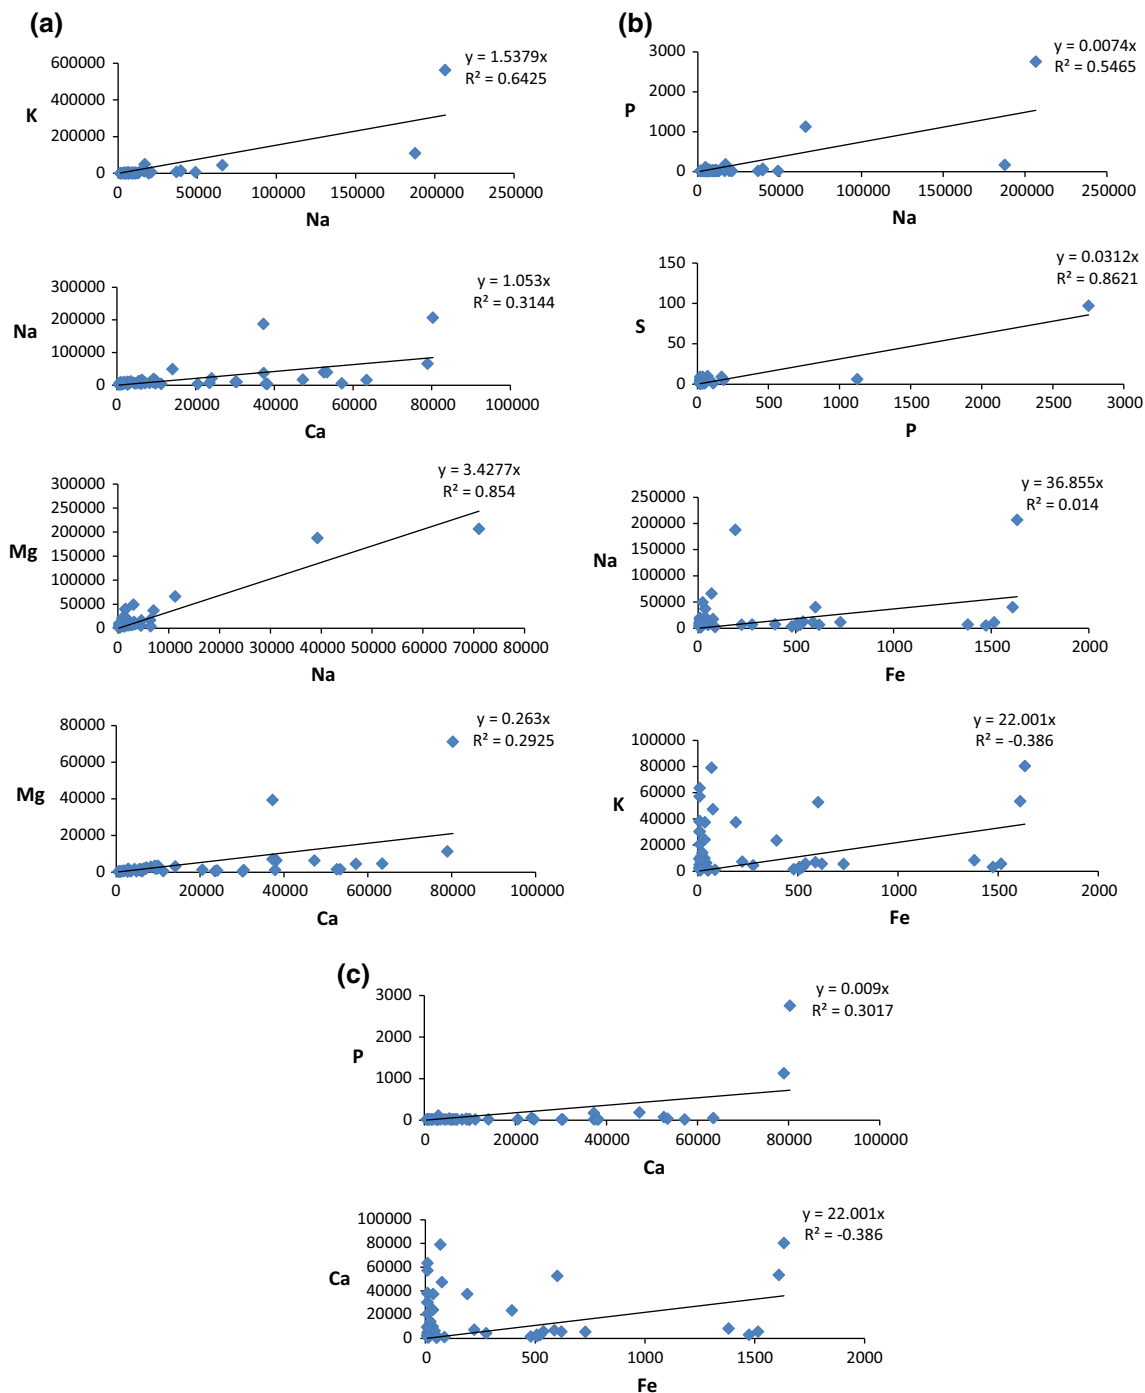 (a)
y = 1.5379x
R² = 0.6425
600000
400000
200000
0
K
0 50000 100000 150000 200000 250000
Na
y = 1.053x
R² = 0.3144
300000
200000
100000
0
Na
0 20000 40000 60000 80000 100000
Ca
y = 3.4277x
R² = 0.854
300000
250000
200000
150000
100000
50000
0
Mg
0 10000 20000 30000 40000 50000 60000 70000 80000
Na
y = 0.263x
R² = 0.2925
80000
60000
40000
20000
0
Mg
0 20000 40000 60000 80000 100000
Ca
(b)
y = 0.0074x
R² = 0.5465
3000
2000
1000
0
P
0 50000 100000 150000 200000 250000
Na
y = 0.0312x
R² = 0.8621
150
100
50
0
S
0 500 1000 1500 2000 2500 3000
P
y = 36.855x
R² = 0.014
250000
200000
150000
100000
50000
0
Na
0 500 1000 1500 2000
Fe
y = 22.001x
R² = -0.386
100000
80000
60000
40000
20000
0
K
0 500 1000 1500 2000
Fe
(c)
y = 0.009x
R² = 0.3017
3000
2000
1000
0
P
0 20000 40000 60000 80000 100000
Ca
y = 22.001x
R² = -0.386
100000
80000
60000
40000
20000
0
Ca
0 500 1000 1500 2000
Fe